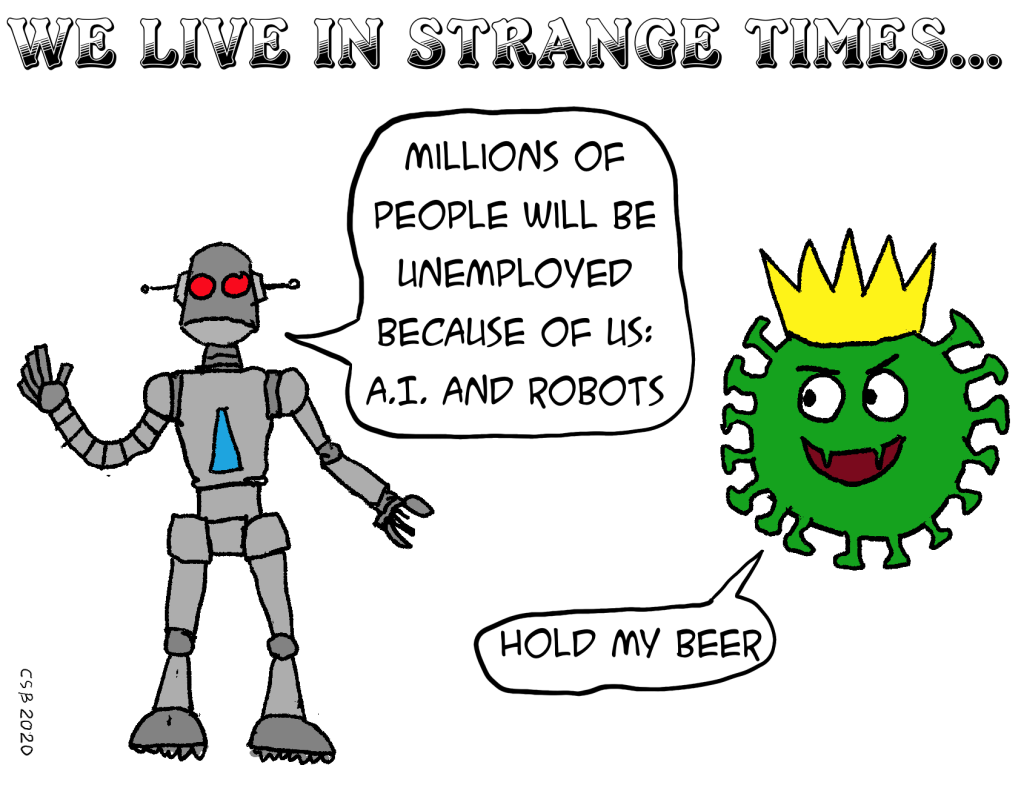 WE LIVE IN STRANGE TIMES...
MILLIONS OF
PEOPLE WILL BE
UNEMPLOYED
BECAUSE OF US:
A.I. AND ROBOTS
HOLD MY BEER
CSB 2020